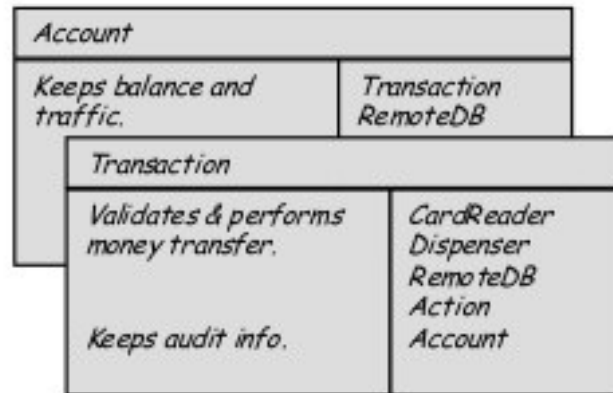 Account
Keeps balance and
traffic.
Transaction
RemoteDB
Transaction
Validates & performs
money transfer.
Keeps audit info.
CardReader
Dispenser
RemoteDB
Action
Account